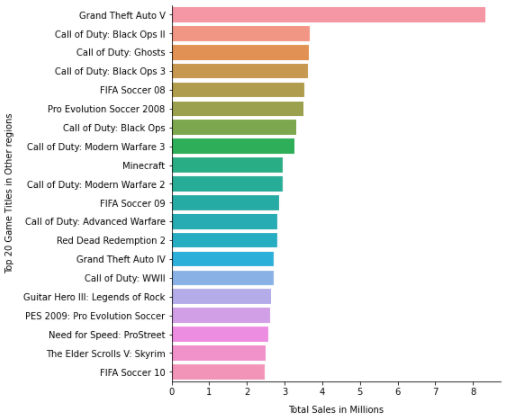 Top 20 Game Titles in Other regions
Grand Theft Auto V
Call of Duty: Black Ops II
Call of Duty: Ghosts
Call of Duty: Black Ops 3
FIFA Soccer 08
Pro Evolution Soccer 2008
Call of Duty: Black Ops
Call of Duty: Modern Warfare 3
Minecraft
Call of Duty: Modern Warfare 2
FIFA Soccer 09
Call of Duty: Advanced Warfare
Red Dead Redemption 2
Grand Theft Auto IV
Call of Duty: WWII
Guitar Hero III: Legends of Rock
PES 2009: Pro Evolution Soccer
Need for Speed: ProStreet
The Elder Scrolls V: Skyrim
FIFA Soccer 10
0 1 2 3 4 5 6 7 8
Total Sales in Millions